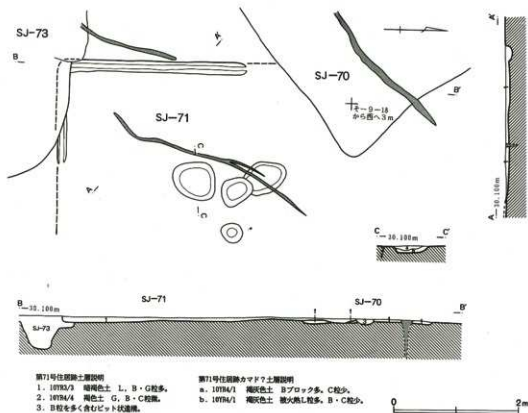 SJ-73
A'
SJ-70
A'
B
B'
そ-9-18
から西へ3m
SJ-71
C
C'
A
A
-30.100m
C
-30.100m
C'
SJ-71
SJ-70
B
-30.100m
B'
SJ-73
第71号住居跡土層説明
1. 10YR3/3 暗褐色土 L、B・G粒多。
2. 10YR4/4 褐色土 G、B・C粒微。
3. B粒を多く含むピット状遺構。
第71号住居跡カマド?土層説明
a. 10YR4/1 褐灰色土 Bブロック多、C粒少。
b. 10YR4/1 褐灰色土 被火熱し粒多、B・C粒少。
0
2m